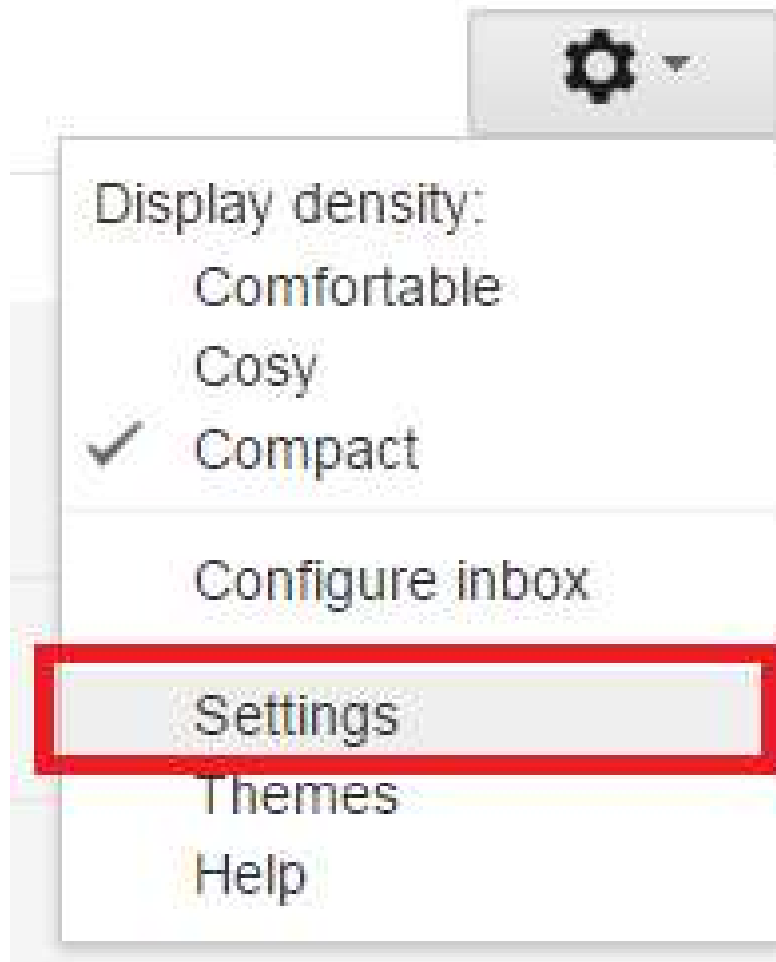 Display density:
Comfortable
Cosy
Compact
Configure inbox
Settings
Themes
Help